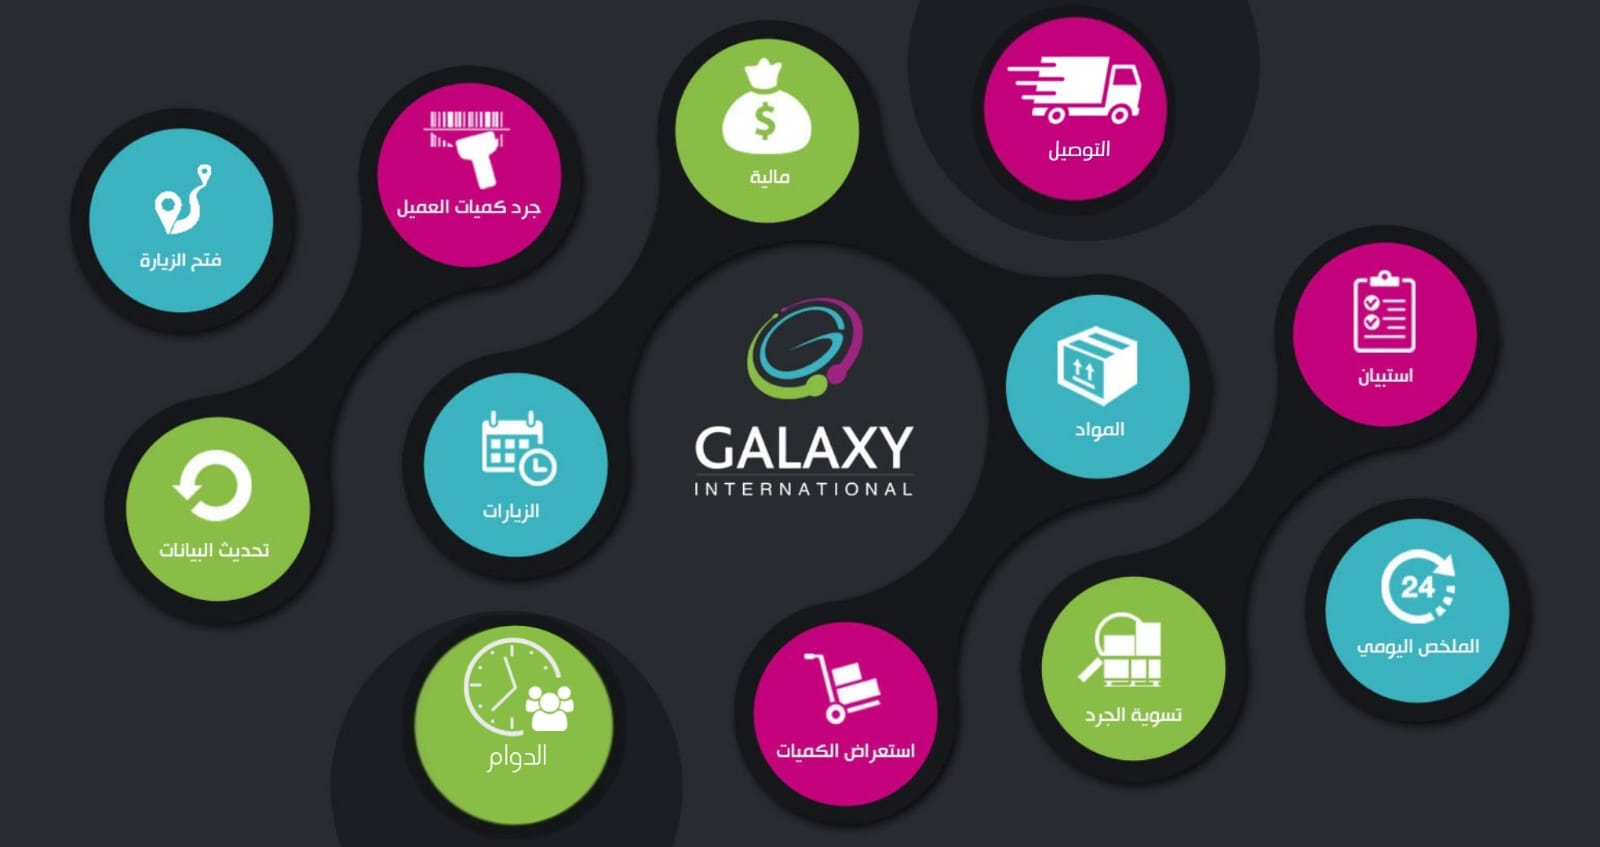 التوصيل
مالية
جرد كميات العميل
فتح الزيارة
استبيان
المواد
GALAXY
INTERNATIONAL
الزيارات
تحديث البيانات
24
الملخص اليومي
تسوية الجرد
استعراض الكميات
الدوام
$